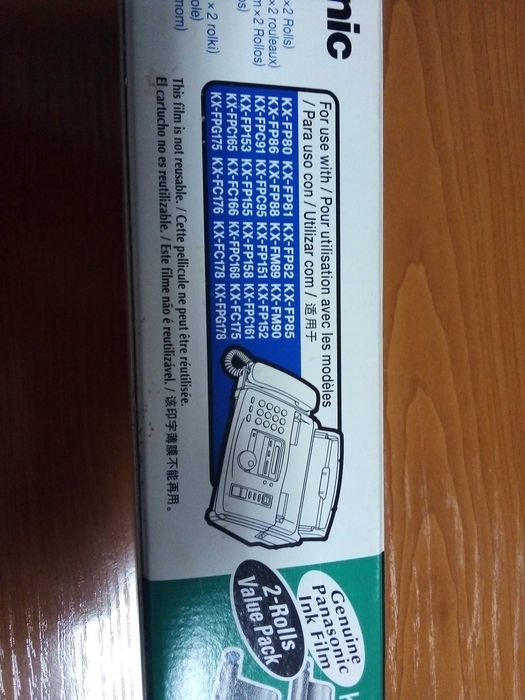 nic
× 2 Rolls)
× 2 rouleaux)
m × 2 Rollos)
s)
× 2 rolki)
ole)
mom)
For use with / Pour utilisation avec les modèles
/ Para uso con / Utilizar com / 适用于
KX-FP80 KX-FP81 KX-FP82 KX-FP85
KX-FP86 KX-FP88 KX-FM89 KX-FM90
KX-FPC91 KX-FPC95 KX-FP151 KX-FP152
KX-FP153 KX-FP155 KX-FP158 KX-FPC161
KX-FPC165 KX-FC166 KX-FPC168 KX-FC175
KX-FPG175 KX-FC176 KX-FC178 KX-FPG178
This film is not reusable. / Cette pellicule ne peut être réutilisée.
El cartucho no es reutilizable. / Este filme não é reutilizável. / 该印字薄膜不能再用。
Genuine
Panasonic
Ink Film
2-Rolls
Value Pack